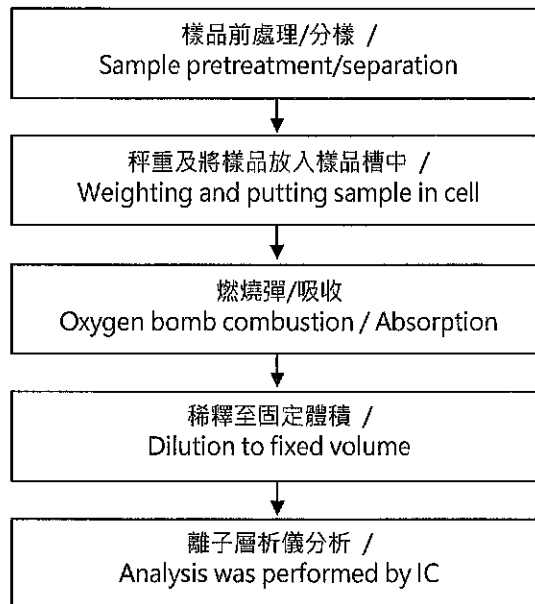 樣品前處理/分樣 /
Sample pretreatment/separation
秤重及將樣品放入樣品槽中 /
Weighting and putting sample in cell
燃燒彈/吸收
Oxygen bomb combustion / Absorption
稀釋至固定體積 /
Dilution to fixed volume
離子層析儀分析 /
Analysis was performed by IC